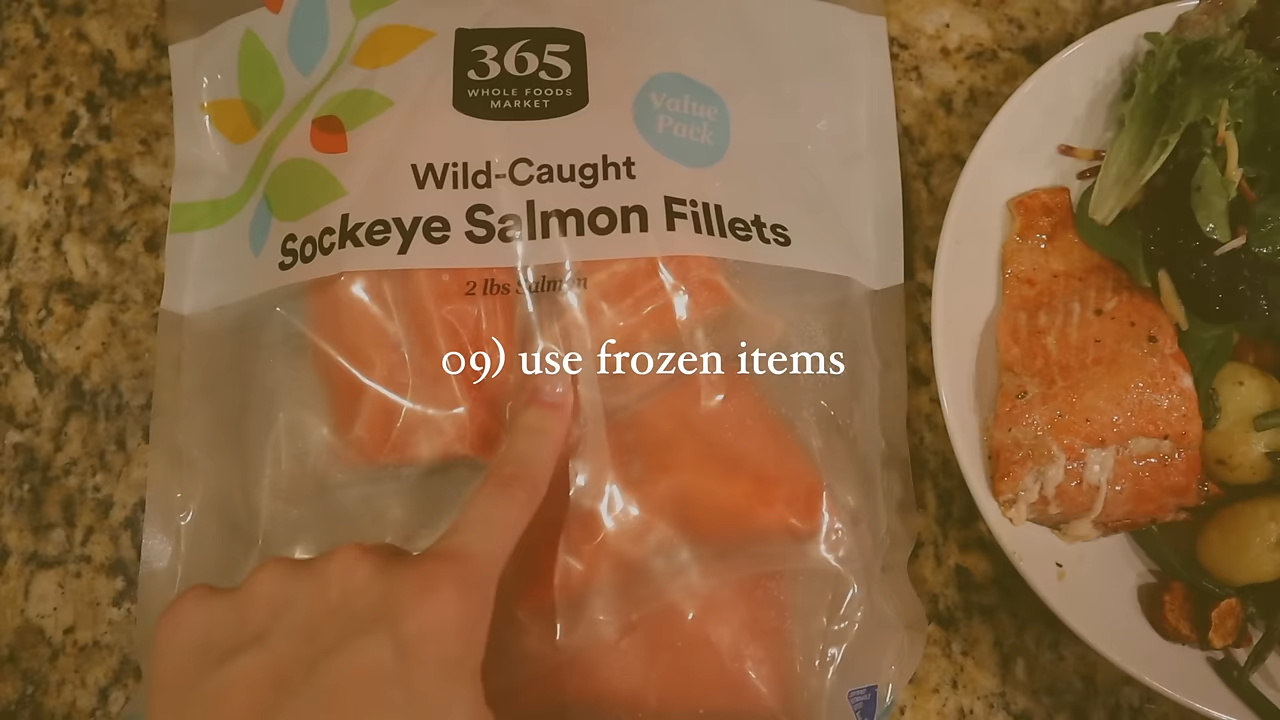 365
WHOLE FOODS
MARKET
Value
Pack
Wild-Caught
Sockeye Salmon Fillets
2 lbs Salmon
09) use frozen items